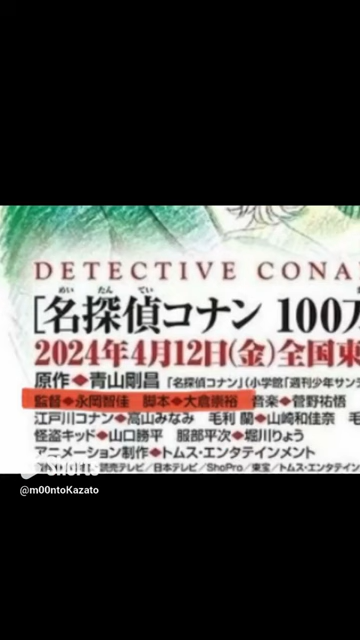 DETECTIVE CONA
めい たん てい
[名探偵コナン 100万
2024年4月12日(金)全国東
原作◆青山剛昌 「名探偵コナン」(小学館「週刊少年サンデ
監督◆永岡智佳 脚本◆大倉崇裕 音楽◆菅野祐悟
江戸川コナン◆高山みなみ 毛利 蘭◆山崎和佳奈 毛
怪盗キッド◆山口勝平 服部平次◆堀川りょう
アニメーション制作◆トムス・エンタテインメント
読売テレビ/日本テレビ/ShoPro/東宝/トムス・エンタテイン
Shorts
@m00ntoKazato